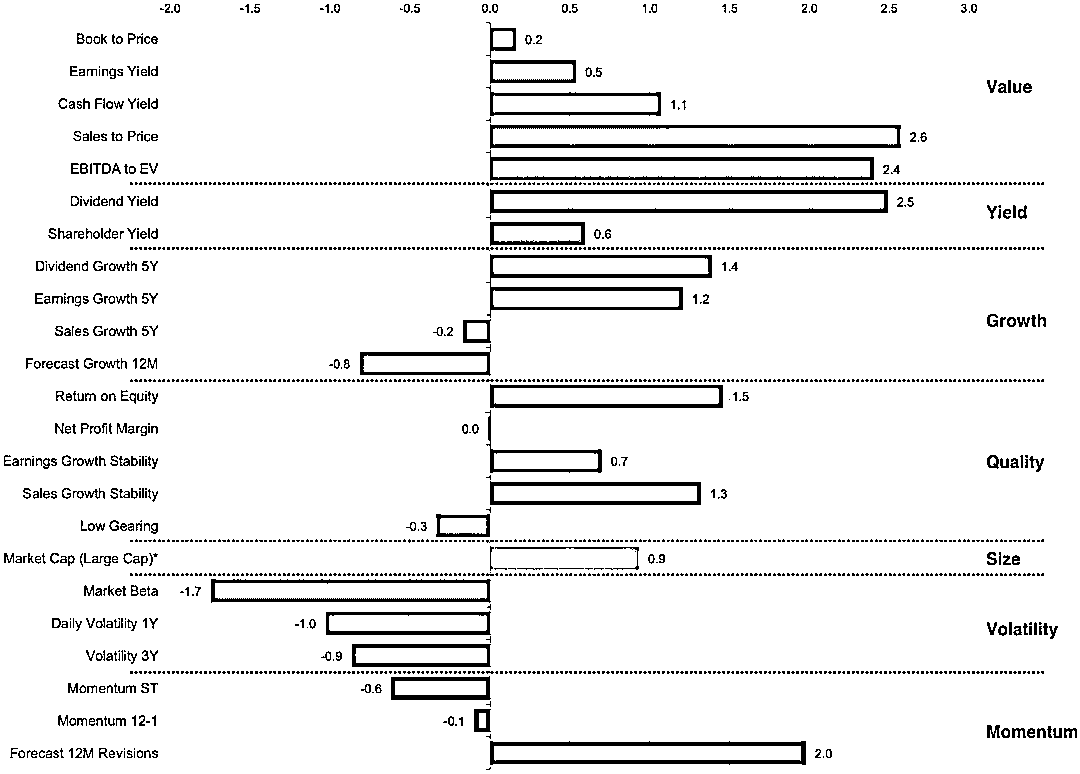 -2.0 -1.5 -1.0 -0.5 0.0 0.5 1.0 1.5 2.0 2.5 3.0
Book to Price 0.2
Earnings Yield 0.5
Value
Cash Flow Yield 1.1
Sales to Price 2.6
EBITDA to EV 2.4
Dividend Yield 2.5
Yield
Shareholder Yield 0.6
Dividend Growth 5Y 1.4
Earnings Growth 5Y 1.2
Growth
Sales Growth 5Y -0.2
Forecast Growth 12M -0.8
Return on Equity 1.5
Net Profit Margin 0.0
Earnings Growth Stability 0.7 Quality
Sales Growth Stability 1.3
Low Gearing -0.3
Market Cap (Large Cap)* 0.9 Size
Market Beta -1.7
Daily Volatility 1Y -1.0
Volatility
Volatility 3Y -0.9
Momentum ST -0.6
Momentum 12-1 -0.1
Momentum
Forecast 12M Revisions 2.0